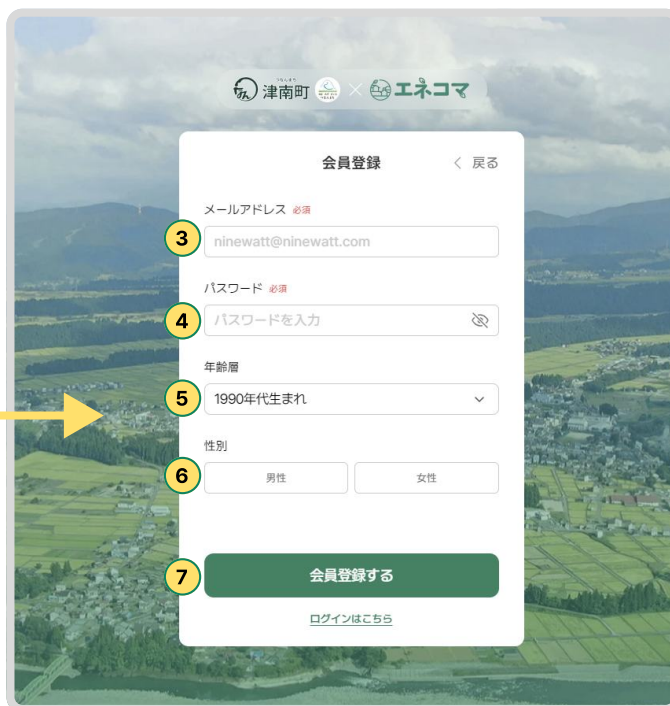 津南町 × エネコマ
会員登録
< 戻る
メールアドレス 必須
3
ninewatt@ninewatt.com
パスワード 必須
4
パスワードを入力
年齢層
5
1990年代生まれ
性別
6
男性
女性
7
会員登録する
ログインはこちら